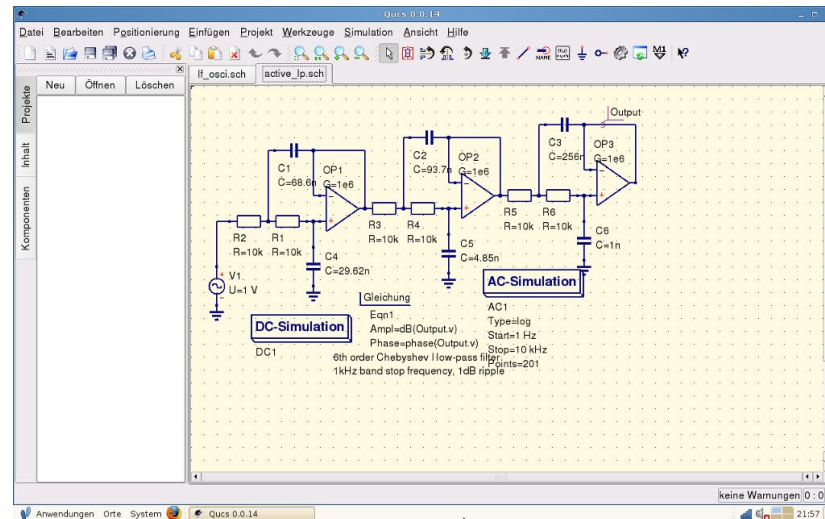 Qucs 0.0.14
Datei Bearbeiten Positionierung Einfügen Projekt Werkzeuge Simulation Ansicht Hilfe
NAME
Neu Öffnen Löschen
Projekte
Inhalt
Komponenten
lf_osci.sch active_lp.sch
Output
C1
C=68.6n
OP1
G=1e6
C2
C=93.7n
OP2
G=1e6
C3
C=256n
OP3
G=1e6
R2
R=10k
R1
R=10k
R3
R=10k
R4
R=10k
R5
R=10k
R6
R=10k
C4
C=29.62n
C5
C=4.85n
C6
C=1n
V1
U=1 V
DC-Simulation
DC1
Gleichung
Eqn1
Ampl=dB(Output.v)
Phase=phase(Output.v)
6th order Chebyshev I low-pass filter,
1kHz band stop frequency, 1dB ripple
AC-Simulation
AC1
Type=log
Start=1 Hz
Stop=10 kHz
Points=201
keine Warnungen 0 : 0
Anwendungen Orte System Qucs 0.0.14 21:57